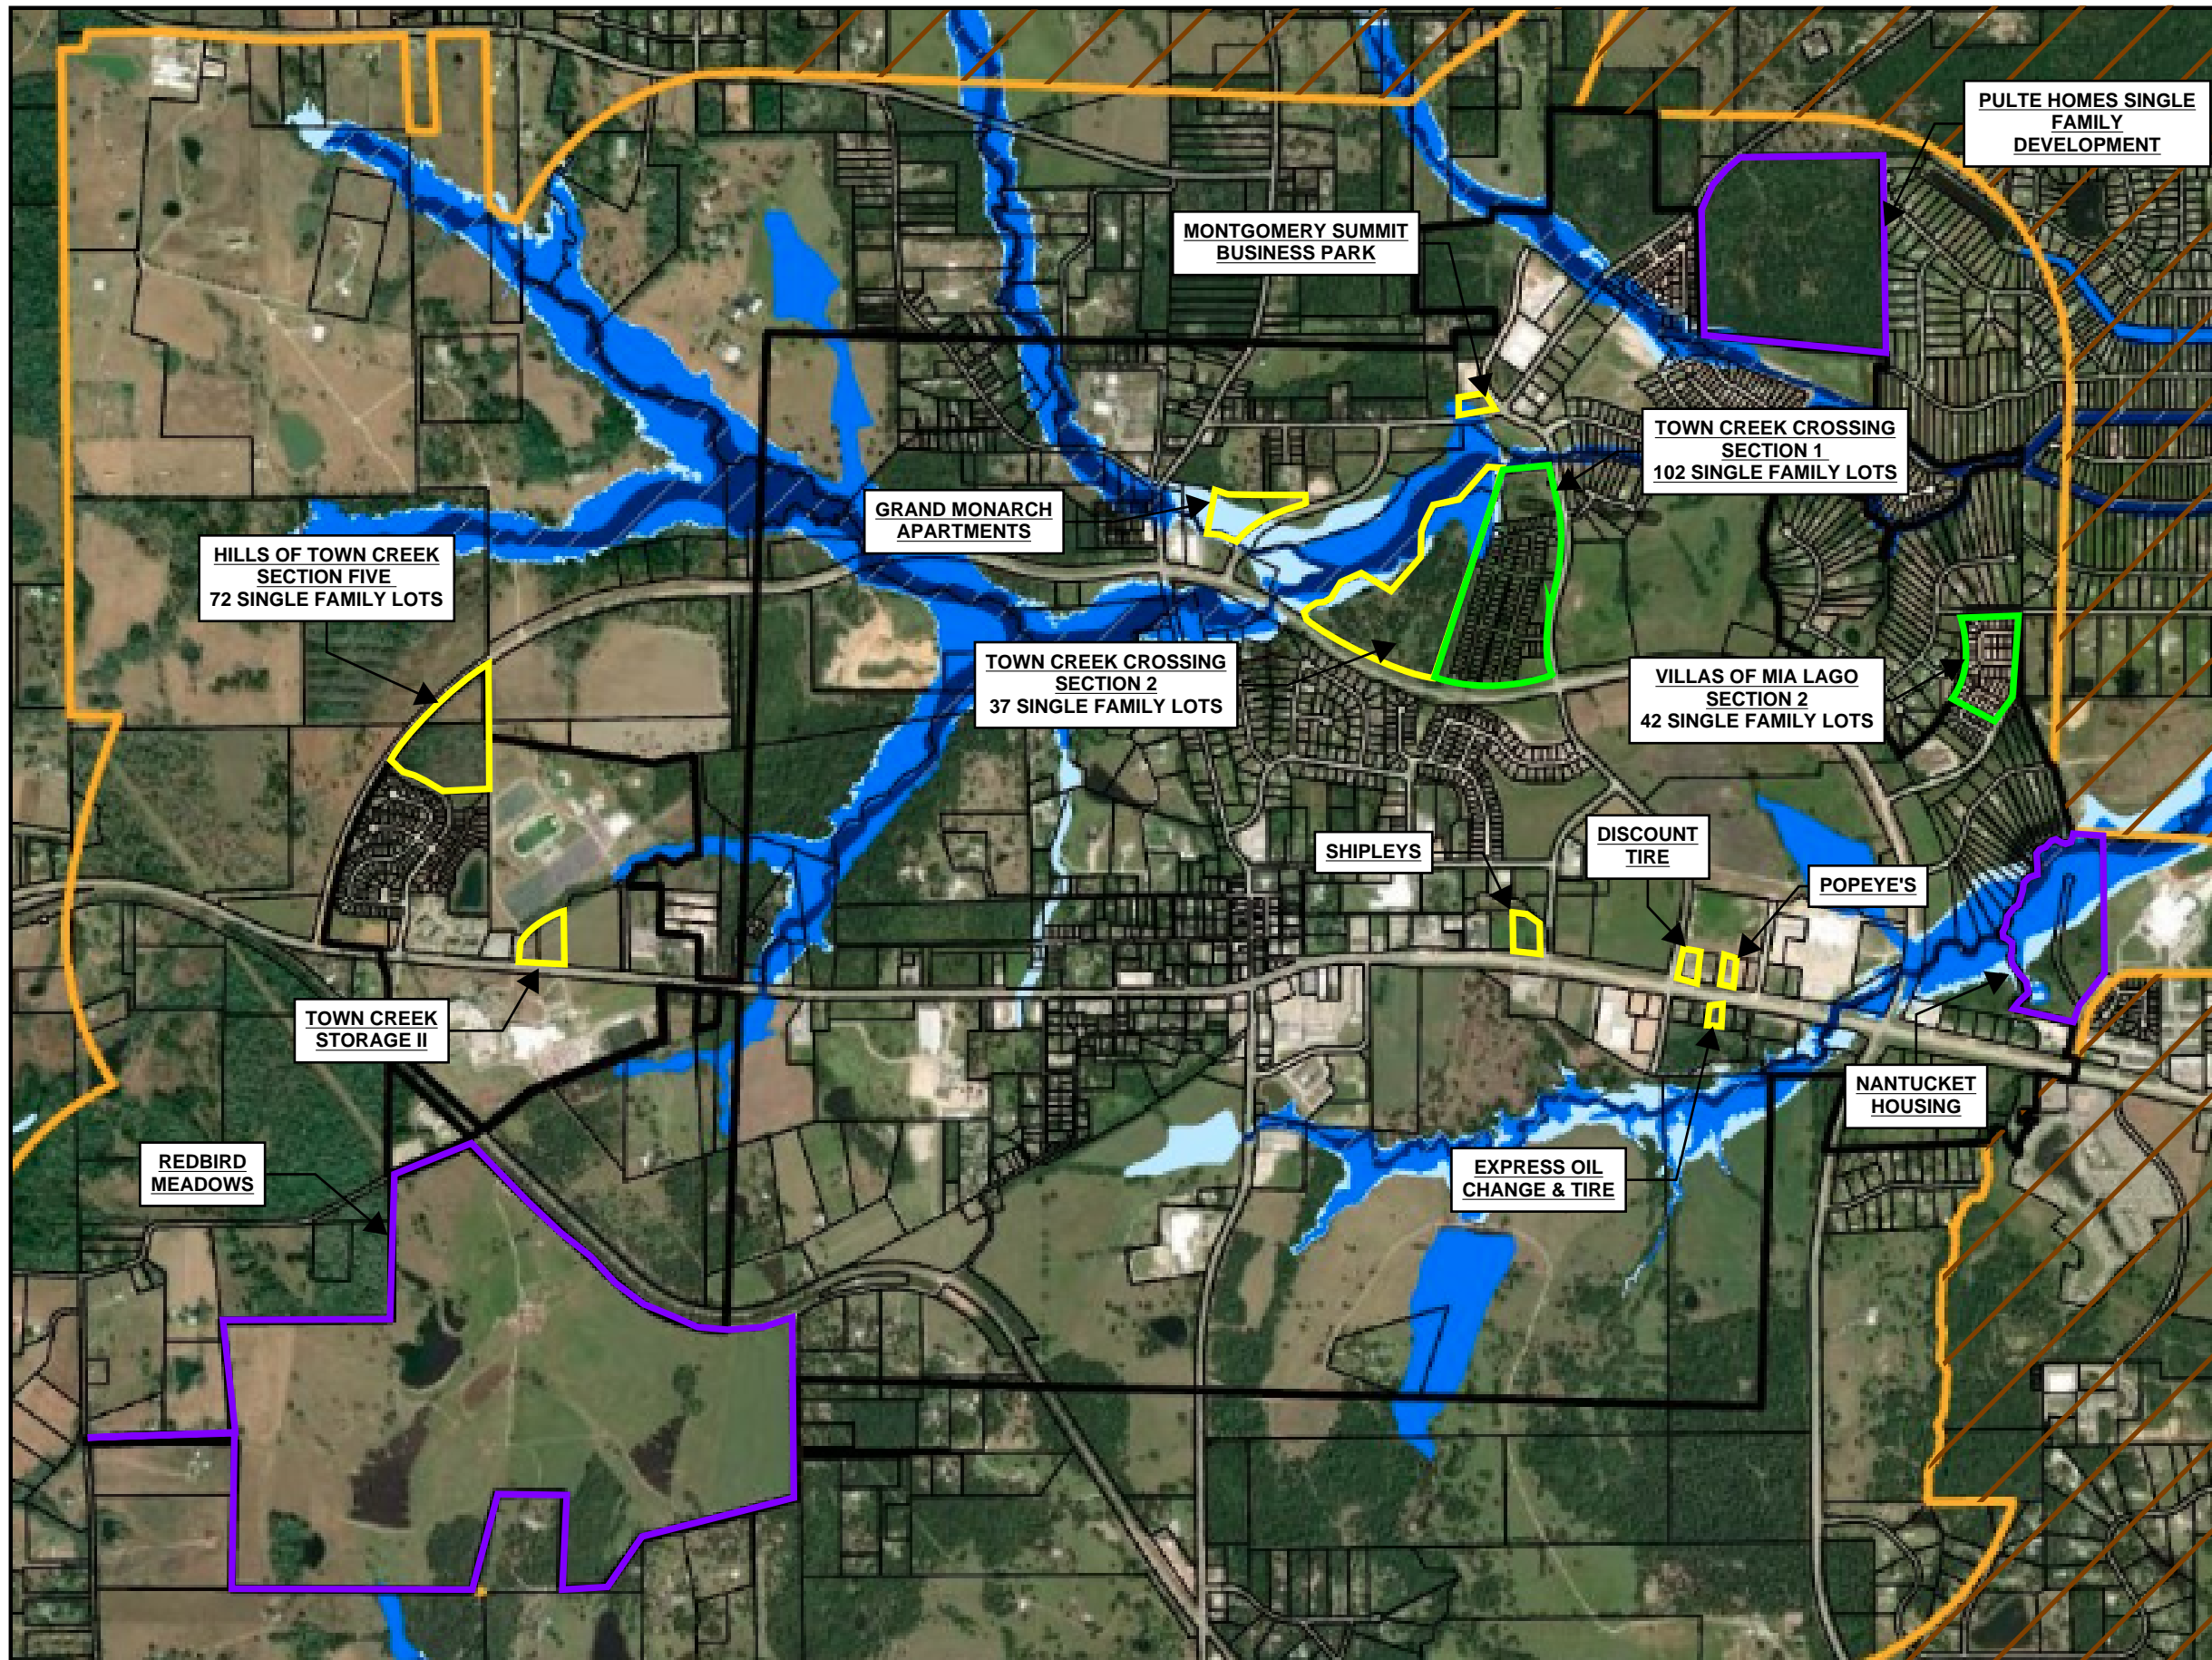 PULTE HOMES SINGLE
FAMILY
DEVELOPMENT
MONTGOMERY SUMMIT
BUSINESS PARK
TOWN CREEK CROSSING
SECTION 1
102 SINGLE FAMILY LOTS
GRAND MONARCH
APARTMENTS
HILLS OF TOWN CREEK
SECTION FIVE
72 SINGLE FAMILY LOTS
TOWN CREEK CROSSING
SECTION 2
37 SINGLE FAMILY LOTS
VILLAS OF MIA LAGO
SECTION 2
42 SINGLE FAMILY LOTS
SHIPLEYS
DISCOUNT
TIRE
POPEYE'S
TOWN CREEK
STORAGE II
NANTUCKET
HOUSING
REDBIRD
MEADOWS
EXPRESS OIL
CHANGE & TIRE